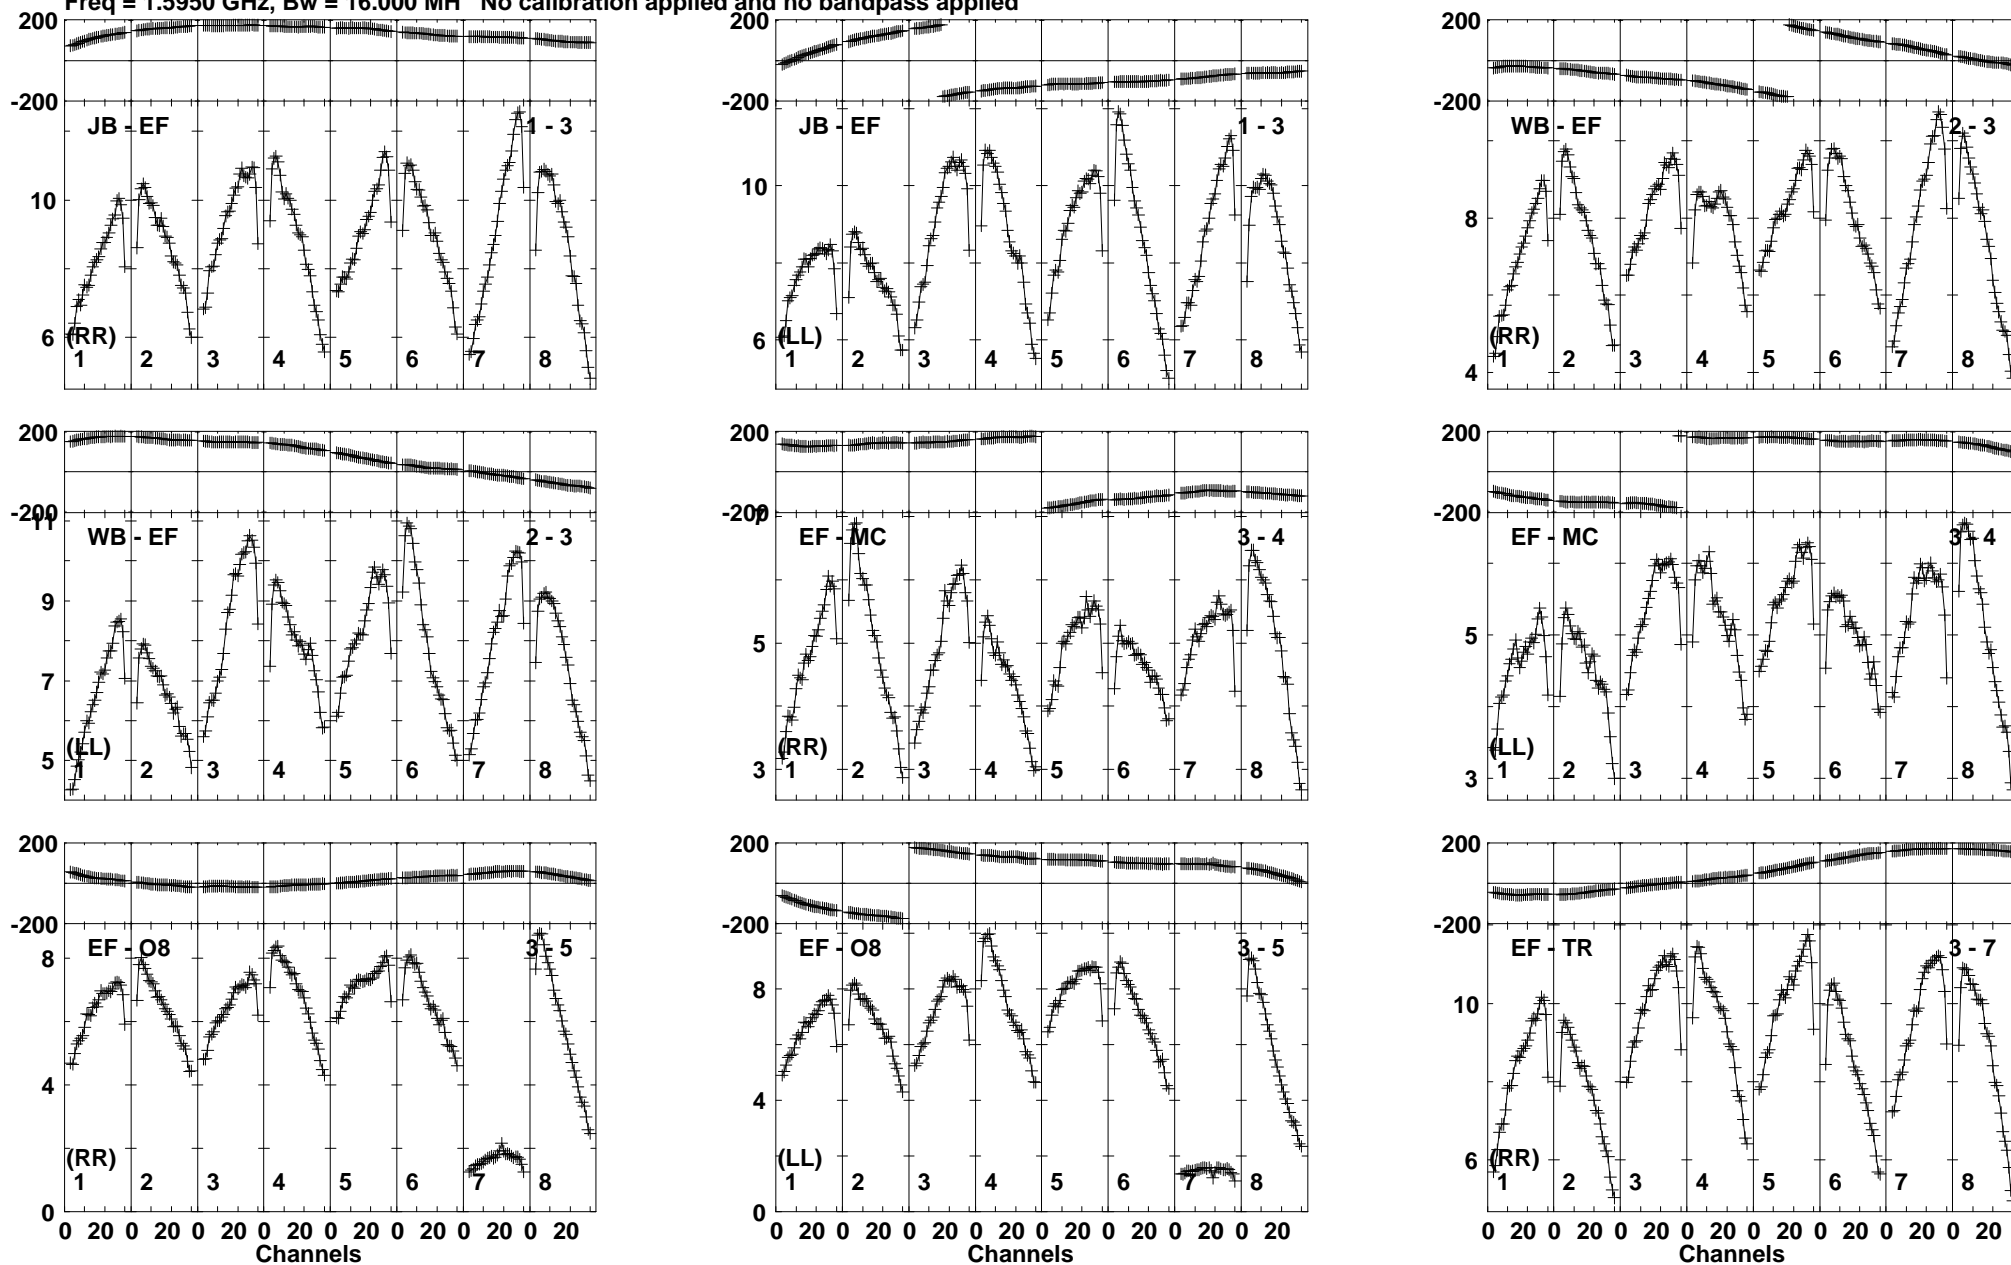 Freq = 1.5950 GHz, Bw = 16.000 MH No calibration applied and no bandpass applied
200 200 200
-200 -200 -200
JB - EF 1 - 3 JB - EF 1 - 3 WB - EF 2 - 3
10 10 8
6 6 4
(RR) (LL) (RR)
1 2 3 4 5 6 7 8 1 2 3 4 5 6 7 8 1 2 3 4 5 6 7 8
200 200 200
-200 -200 -200
11 7
WB - EF 2 - 3 EF - MC 3 - 4 EF - MC 3 - 4
9
7 5 5
5 3 3
(LL) (RR) (LL)
1 2 3 4 5 6 7 8 1 2 3 4 5 6 7 8 1 2 3 4 5 6 7 8
200 200 200
-200 -200 -200
EF - O8 3 - 5 EF - O8 3 - 5 EF - TR 3 - 7
8 8 10
4 4 6
(RR) (LL) (RR)
1 2 3 4 5 6 7 8 1 2 3 4 5 6 7 8 1 2 3 4 5 6 7 8
0 0
0 20 0 20 0 20 0 20 0 20 0 20 0 20 0 20 0 20 0 20 0 20 0 20 0 20 0 20 0 20 0 20 0 20 0 20 0 20 0 20 0 20 0 20 0 20 0 20
Channels Channels Channels